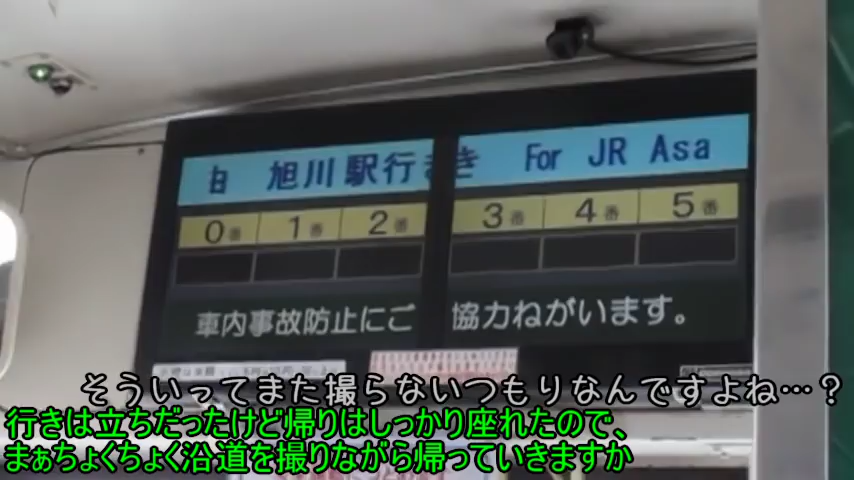 旭川駅行き For JR Asa
0番 1番 2番 3番 4番 5番
車内事故防止にご協力ねがいます。
そういってまた撮らないつもりなんですよね…？
行きは立ちだったけど帰りはしっかり座れたので、
まぁちょくちょく沿道を撮りながら帰っていきますか